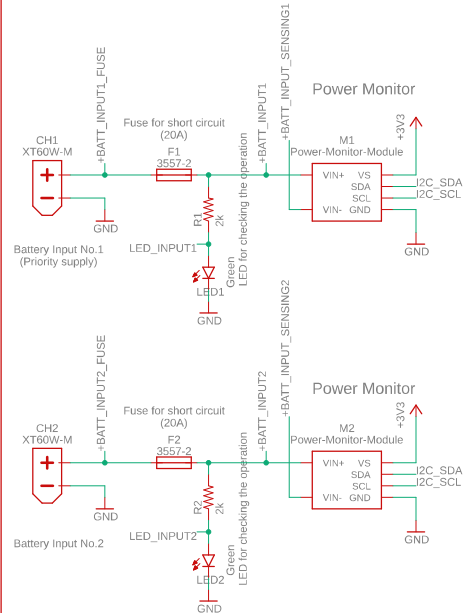 +BATT_INPUT1_FUSE
+BATT_INPUT1
+BATT_INPUT_SENSING1
Power Monitor
+3V3
Fuse for short circuit
(20A)
CH1
XT60W-M
F1
3557-2
M1
Power-Monitor-Module
VIN+
VS
SDA
I2C_SDA
SCL
I2C_SCL
VIN-
GND
R1
2k
GND
GND
LED_INPUT1
Battery Input No.1
(Priority supply)
Green
LED for checking the operation
LED1
GND
+BATT_INPUT2_FUSE
+BATT_INPUT2
+BATT_INPUT_SENSING2
Power Monitor
+3V3
Fuse for short circuit
(20A)
CH2
XT60W-M
F2
3557-2
M2
Power-Monitor-Module
VIN+
VS
SDA
I2C_SDA
SCL
I2C_SCL
VIN-
GND
R2
2k
GND
GND
LED_INPUT2
Battery Input No.2
Green
LED for checking the operation
LED2
GND